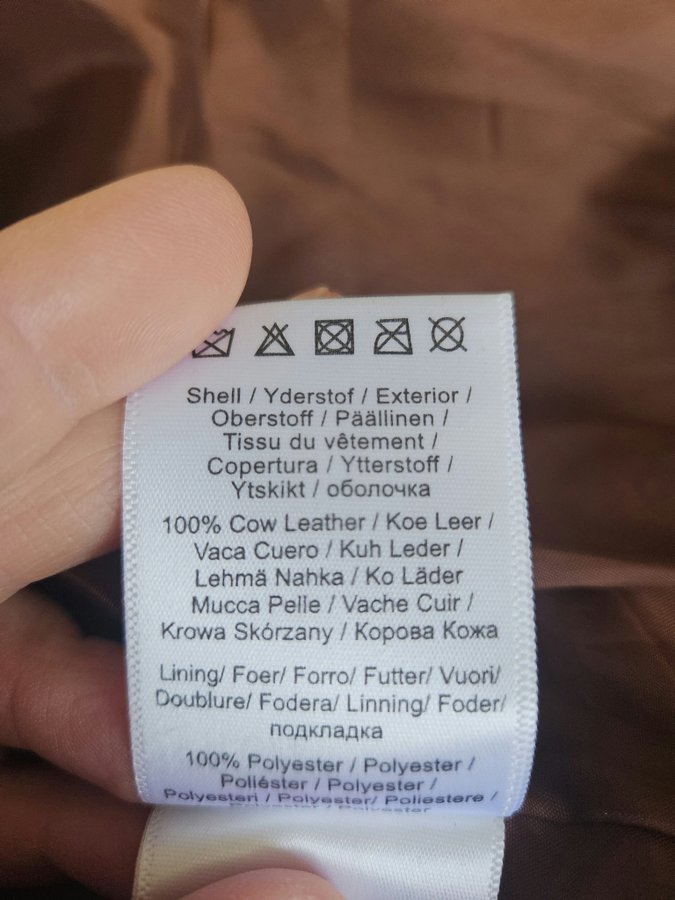 Shell / Yderstof / Exterior /
Oberstoff / Päällinen /
Tissu du vêtement /
Copertura / Ytterstoff /
Ytskikt / оболочка
100% Cow Leather / Koe Leer /
Vaca Cuero / Kuh Leder /
Lehmä Nahka / Ko Läder
Mucca Pelle / Vache Cuir /
Krowa Skórzany / Корова Кожа
Lining/ Foer/ Forro/ Futter/ Vuori/
Doublure/ Fodera/ Linning/ Foder/
подкладка
100% Polyester / Polyester /
Poliéster / Polyester /
Polyesteri / Polyester/ Poliestere /